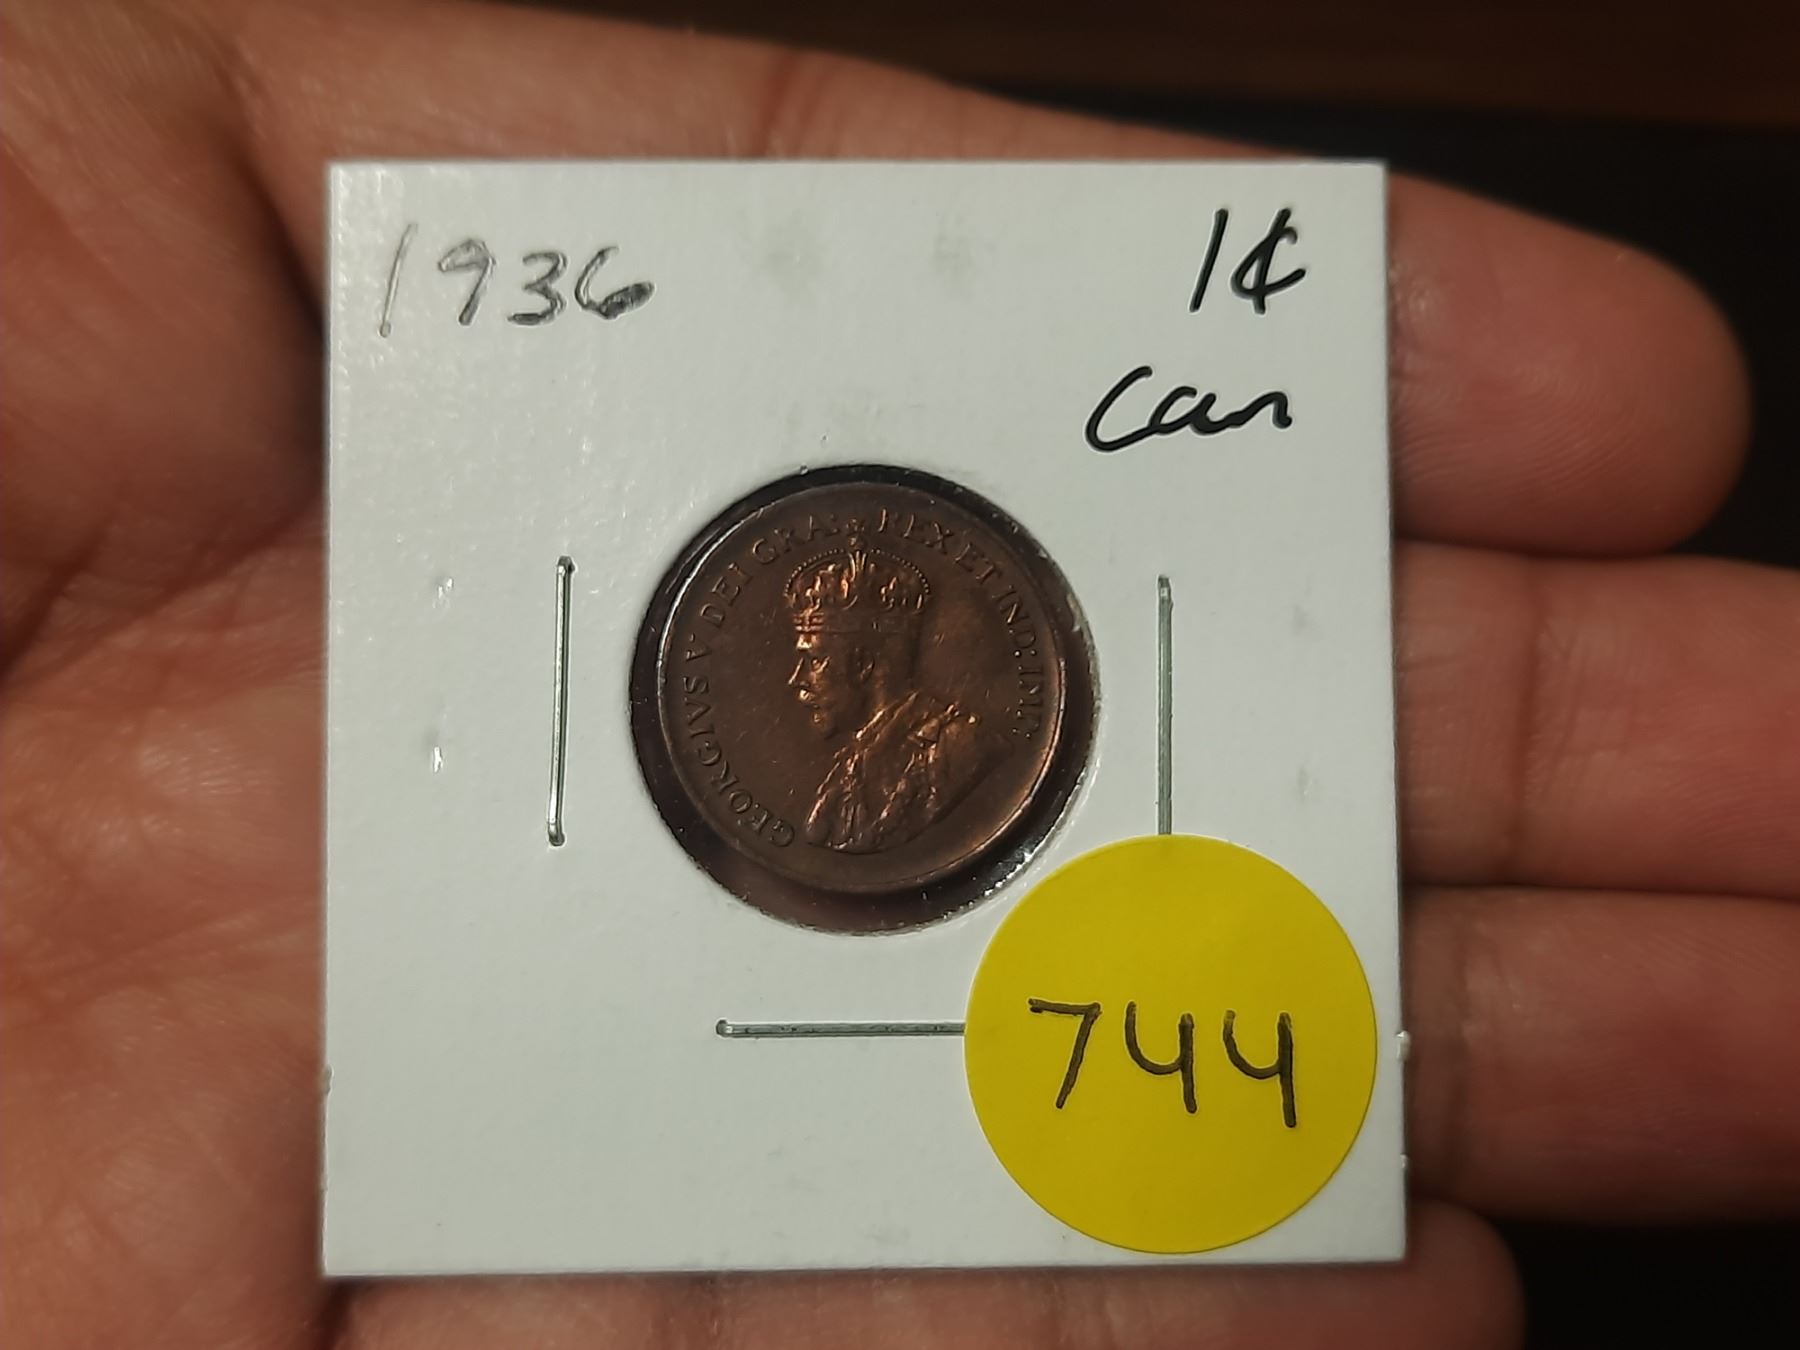 1936
1¢
Can
GEORGIVS V DEI GRA: REX ET IND: IMP:
744